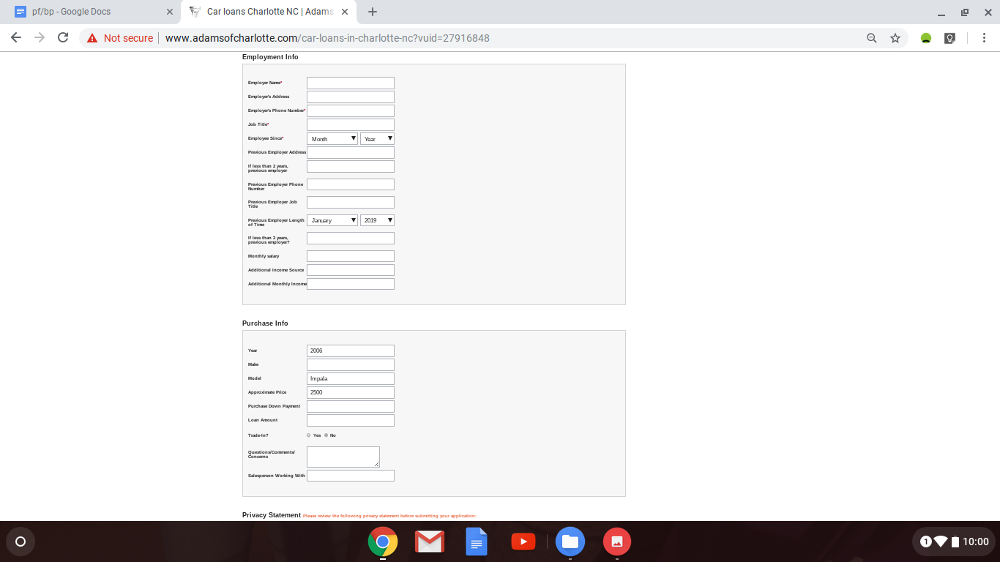 pf/bp - Google Docs
Car loans Charlotte NC | Adams
Not secure
www.adamsofcharlotte.com/car-loans-in-charlotte-nc?vuid=27916848
Employment Info
Employer Name*
Employer's Address
Employer's Phone Number*
Job Title*
Employee Since* Month Year
Previous Employer Address
If less than 2 years,
previous employer
Previous Employer Phone
Number
Previous Employer Job
Title
Previous Employer Length
of Time
January 2019
If less than 2 years,
previous employer?
Monthly salary
Additional Income Source
Additional Monthly Income
Purchase Info
Year 2006
Make
Model Impala
Approximate Price 2500
Purchase Down Payment
Loan Amount
Trade-In? Yes No
Questions/Comments/
Concerns
Salesperson Working With
Privacy Statement Please review the following privacy statement before submitting your application:
1 10:00